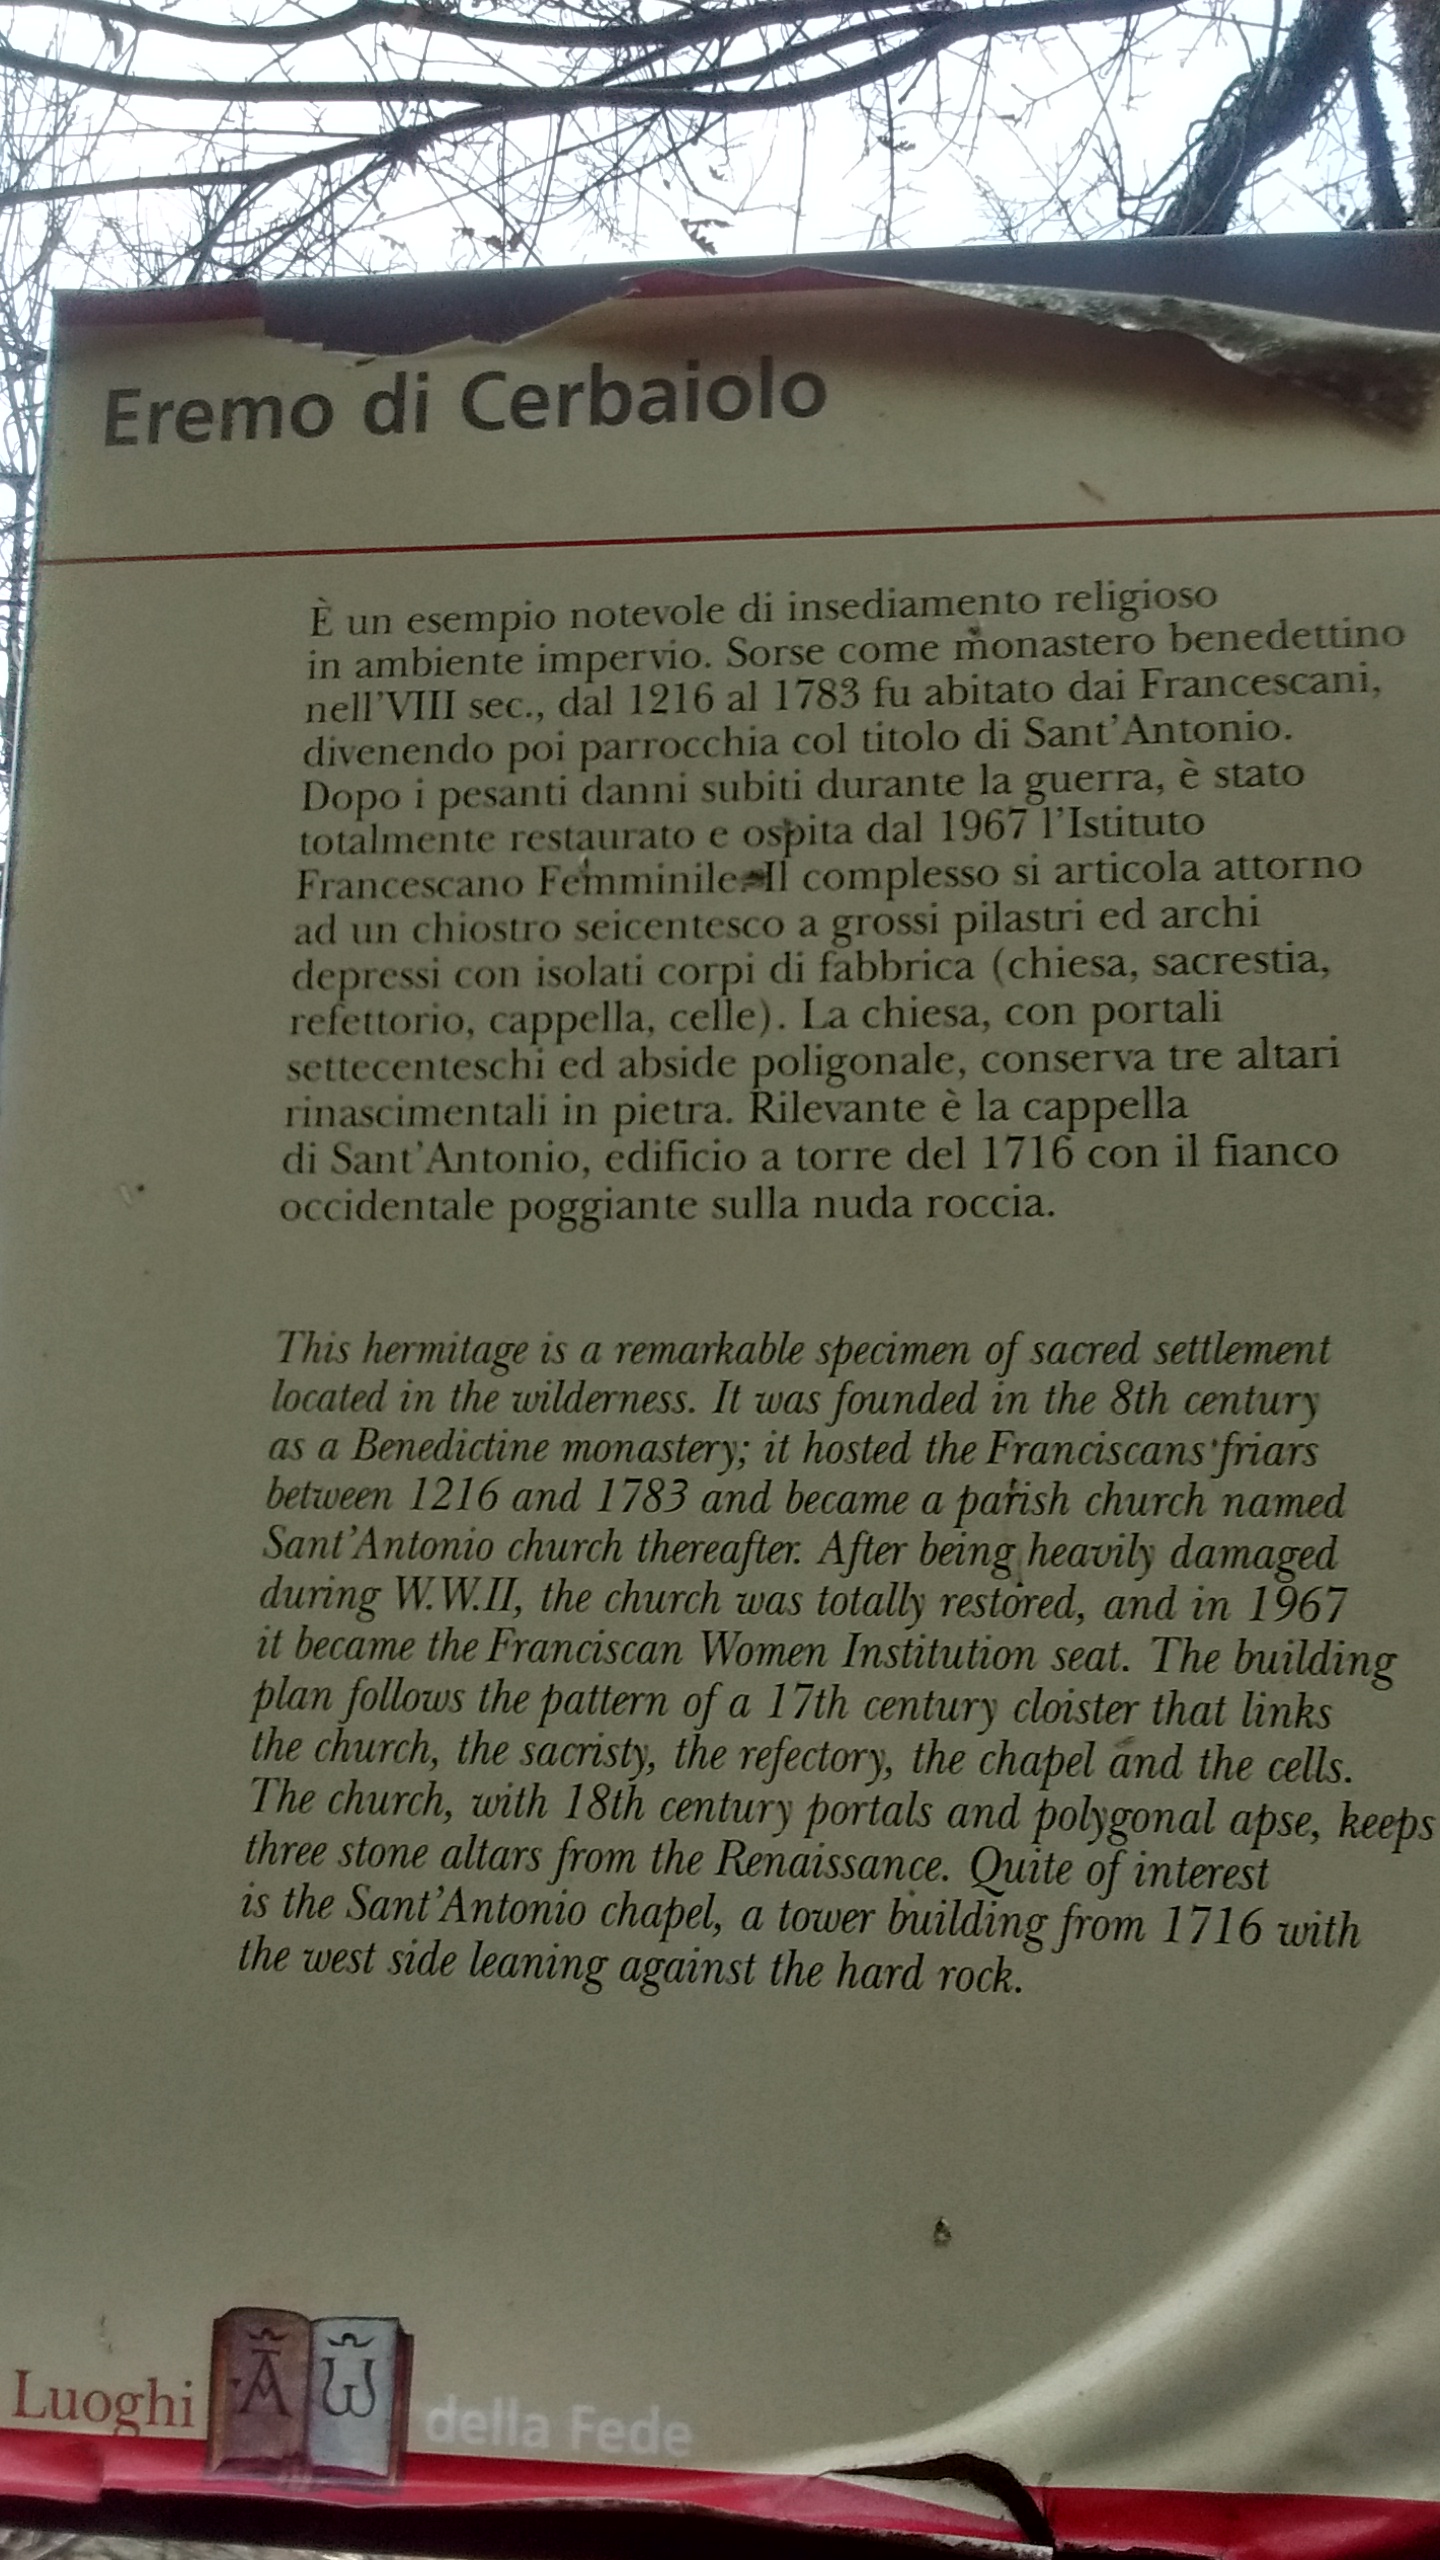 Eremo di Cerbaiolo
È un esempio notevole di insediamento religioso
in ambiente impervio. Sorse come monastero benedettino
nell'VIII sec., dal 1216 al 1783 fu abitato dai Francescani,
divenendo poi parrocchia col titolo di Sant'Antonio.
Dopo i pesanti danni subiti durante la guerra, è stato
totalmente restaurato e ospita dal 1967 l'Istituto
Francescano Femminile. Il complesso si articola attorno
ad un chiostro seicentesco a grossi pilastri ed archi
depressi con isolati corpi di fabbrica (chiesa, sacrestia,
refettorio, cappella, celle). La chiesa, con portali
settecenteschi ed abside poligonale, conserva tre altari
rinascimentali in pietra. Rilevante è la cappella
di Sant'Antonio, edificio a torre del 1716 con il fianco
occidentale poggiante sulla nuda roccia.
This hermitage is a remarkable specimen of sacred settlement
located in the wilderness. It was founded in the 8th century
as a Benedictine monastery; it hosted the Franciscans' friars
between 1216 and 1783 and became a parish church named
Sant'Antonio church thereafter. After being heavily damaged
during W.W.II, the church was totally restored, and in 1967
it became the Franciscan Women Institution seat. The building
plan follows the pattern of a 17th century cloister that links
the church, the sacristy, the refectory, the chapel and the cells.
The church, with 18th century portals and polygonal apse, keeps
three stone altars from the Renaissance. Quite of interest
is the Sant'Antonio chapel, a tower building from 1716 with
the west side leaning against the hard rock.
Luoghi A ω della Fede